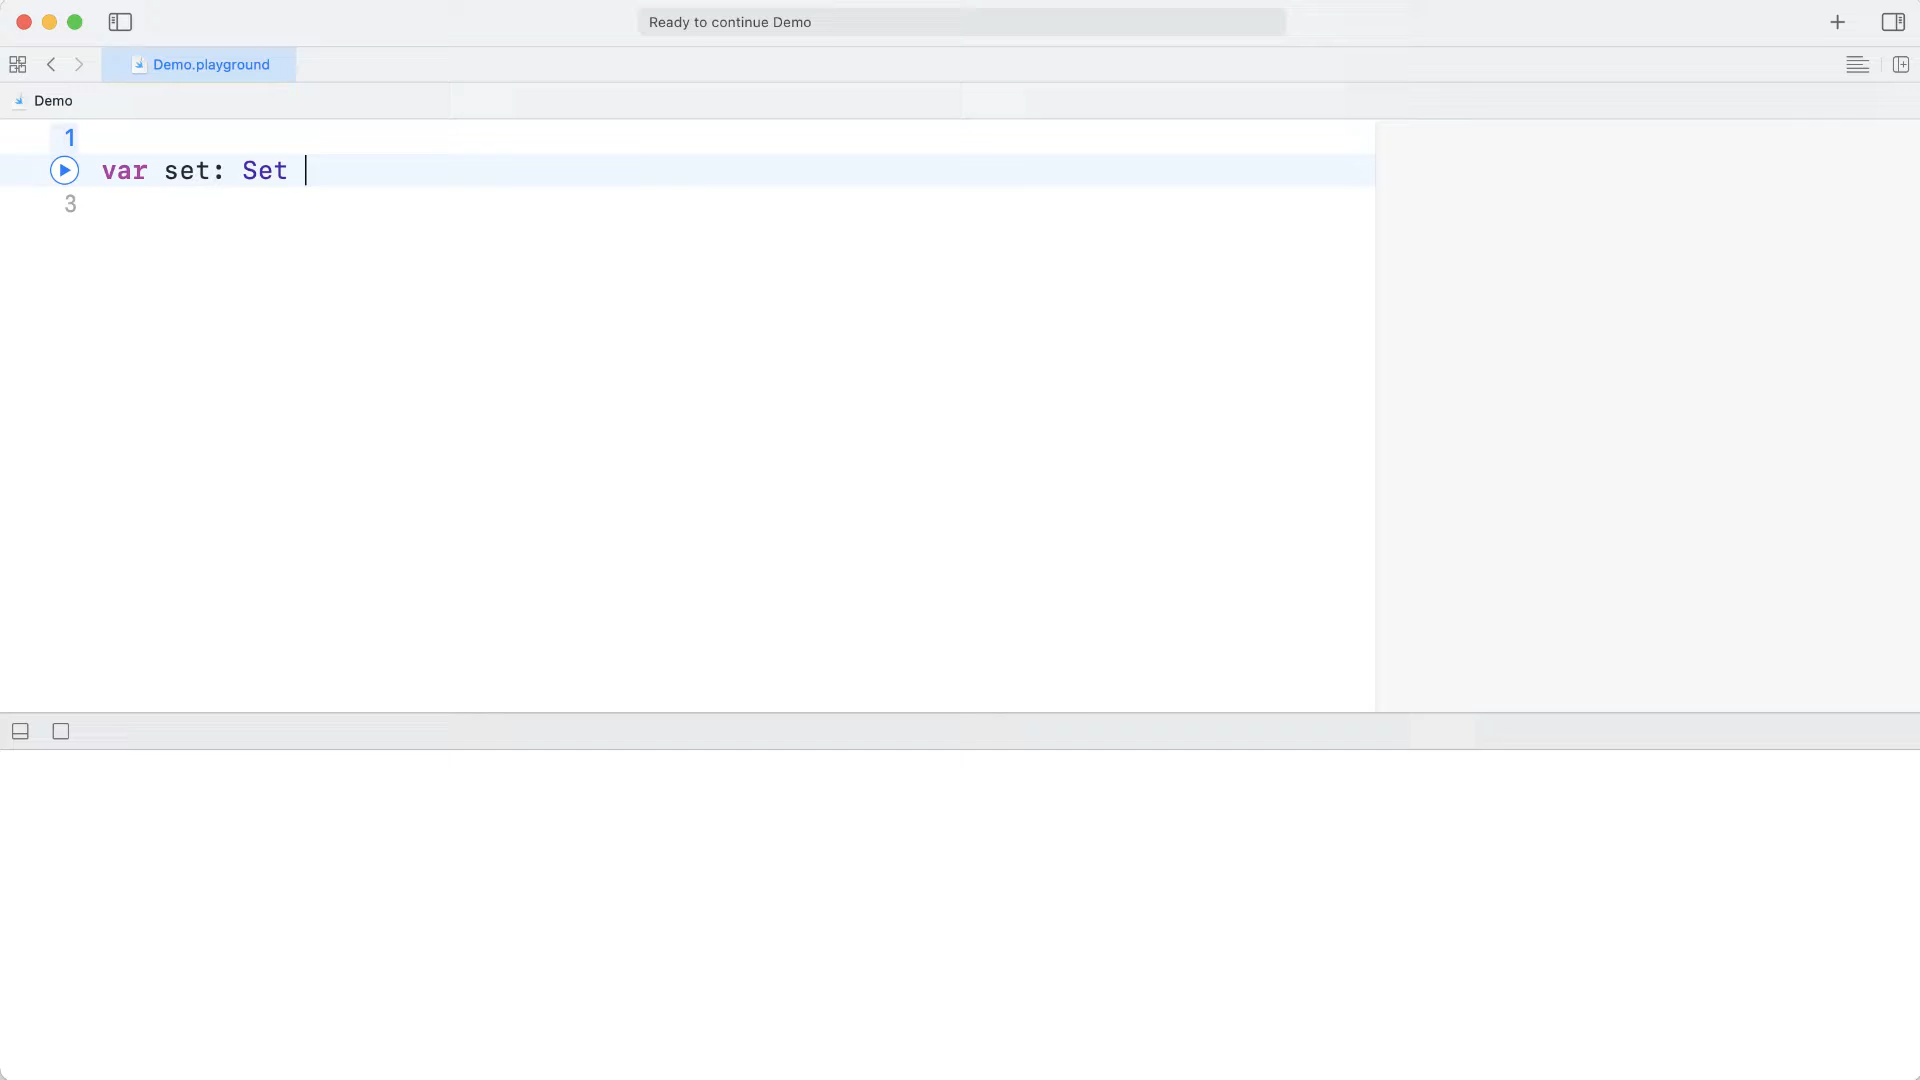 Ready to continue Demo
Demo.playground
Demo
1
var set: Set
3